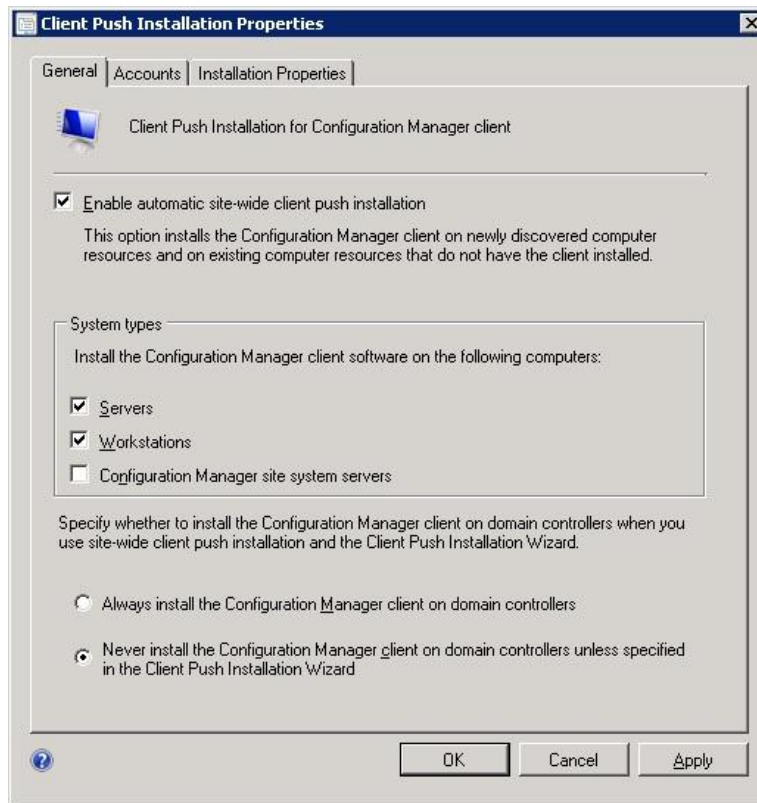 Client Push Installation Properties
General
Accounts
Installation Properties
Client Push Installation for Configuration Manager client
Enable automatic site-wide client push installation
This option installs the Configuration Manager client on newly discovered computer
resources and on existing computer resources that do not have the client installed.
System types
Install the Configuration Manager client software on the following computers:
Servers
Workstations
Configuration Manager site system servers
Specify whether to install the Configuration Manager client on domain controllers when you
use site-wide client push installation and the Client Push Installation Wizard.
Always install the Configuration Manager client on domain controllers
Never install the Configuration Manager client on domain controllers unless specified
in the Client Push Installation Wizard
OK
Cancel
Apply